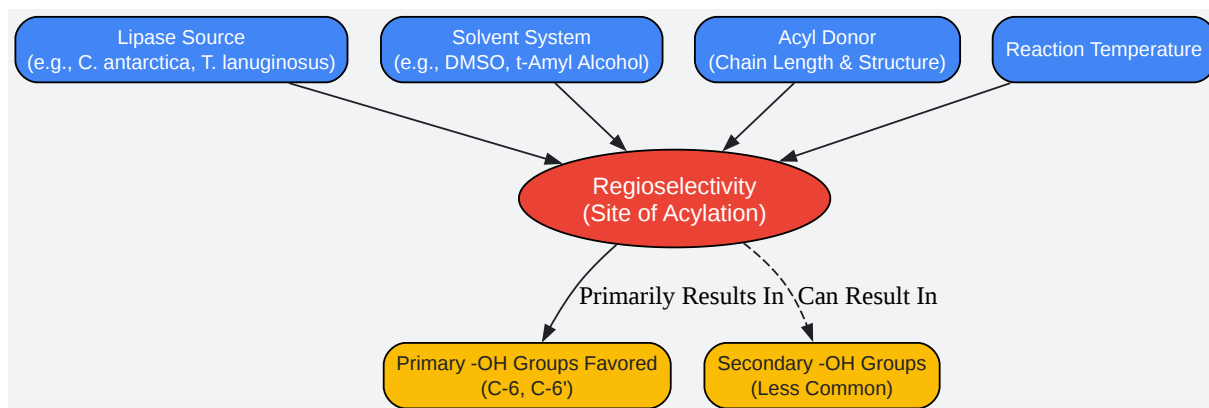 Lipase Source
(e.g., C. antarctica, T. lanuginosus)
Solvent System
(e.g., DMSO, t-Amyl Alcohol)
Acyl Donor
(Chain Length & Structure)
Reaction Temperature
Regioselectivity
(Site of Acylation)
Primarily Results In
Can Result In
Primary -OH Groups Favored
(C-6, C-6')
Secondary -OH Groups
(Less Common)